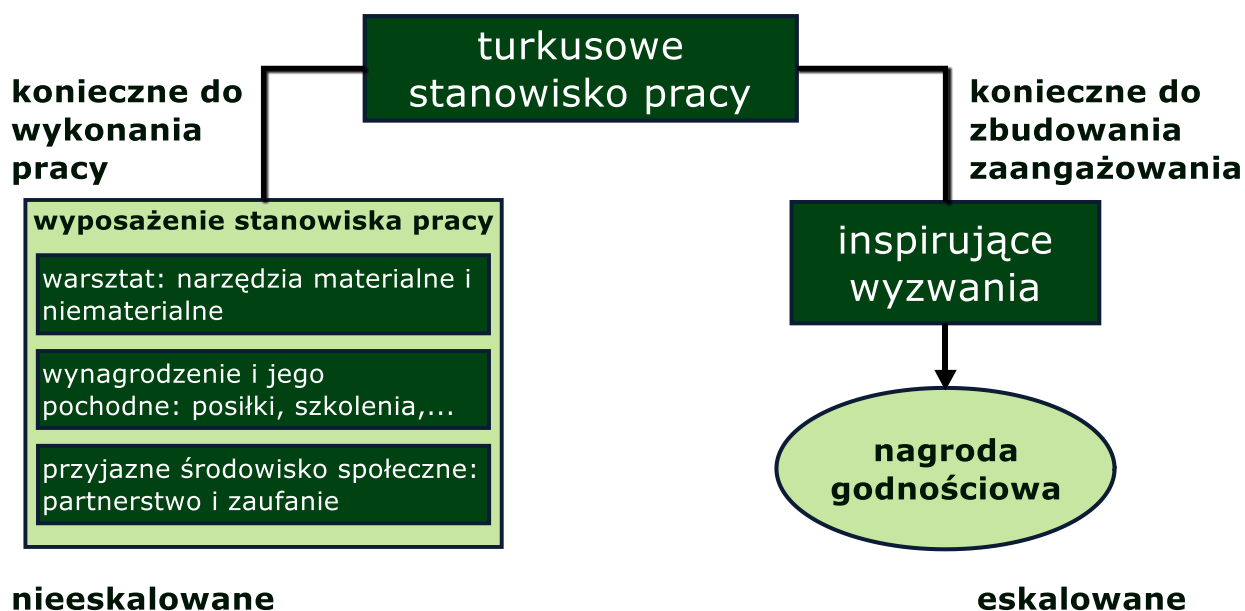 turkusowe
stanowisko pracy
konieczne do
wykonania
pracy
konieczne do
zbudowania
zaangażowania
wyposażenie stanowiska pracy
warsztat: narzędzia materialne i
niematerialne
wynagrodzenie i jego
pochodne: posiłki, szkolenia,...
przyjazne środowisko społeczne:
partnerstwo i zaufanie
inspirujące
wyzwania
nagroda
godnościowa
nieeskalowane
eskalowane